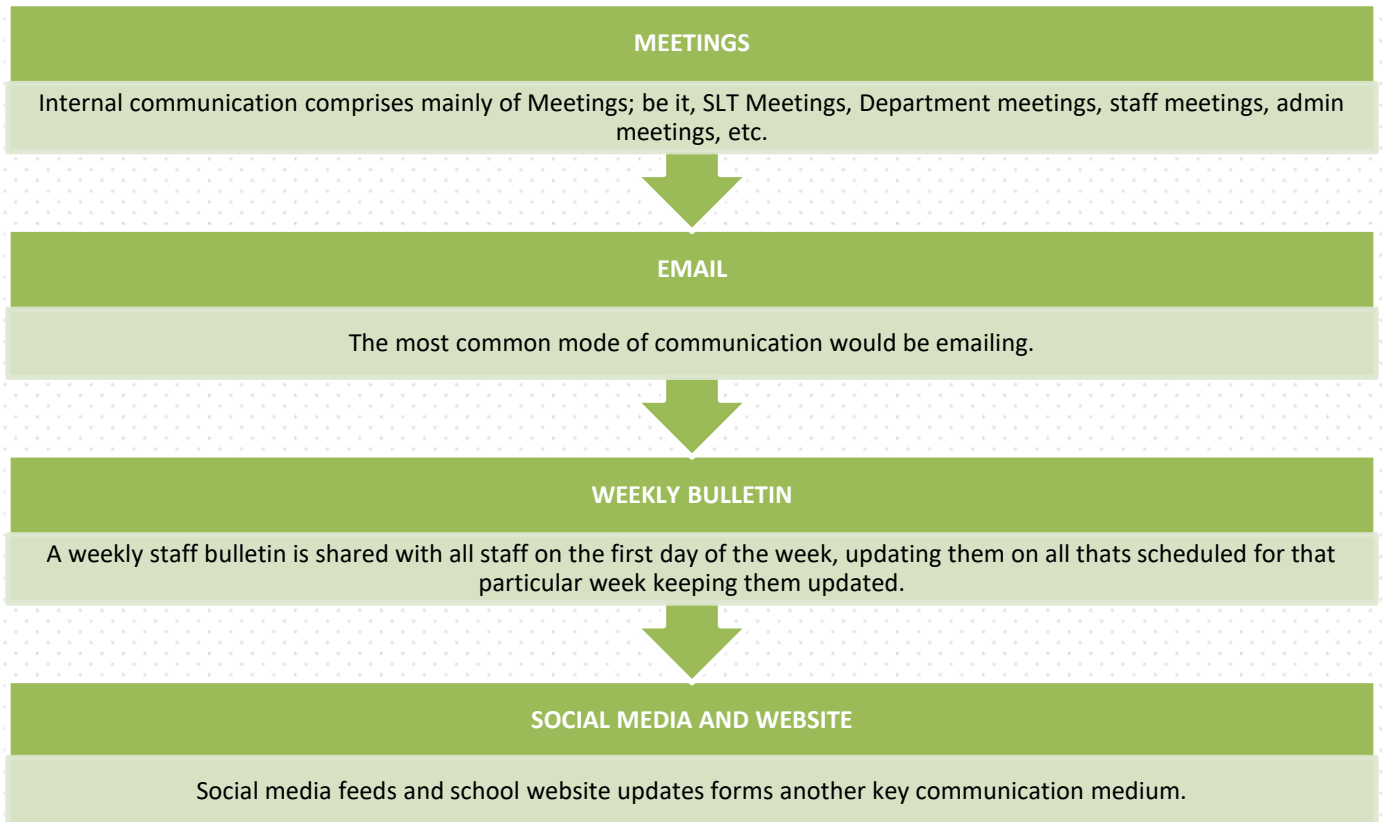 MEETINGS
Internal communication comprises mainly of Meetings; be it, SLT Meetings, Department meetings, staff meetings, admin
meetings, etc.
EMAIL
The most common mode of communication would be emailing.
WEEKLY BULLETIN
A weekly staff bulletin is shared with all staff on the first day of the week, updating them on all thats scheduled for that
particular week keeping them updated.
SOCIAL MEDIA AND WEBSITE
Social media feeds and school website updates forms another key communication medium.